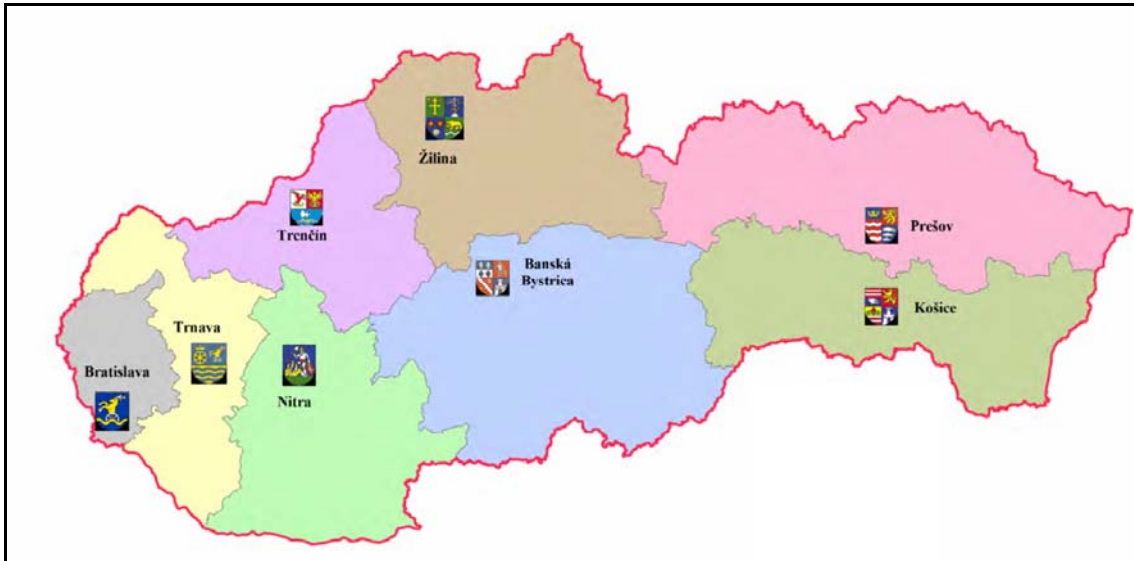 Žilina
Trenčín
Prešov
Banská
Bystrica
Košice
Trnava
Bratislava
Nitra